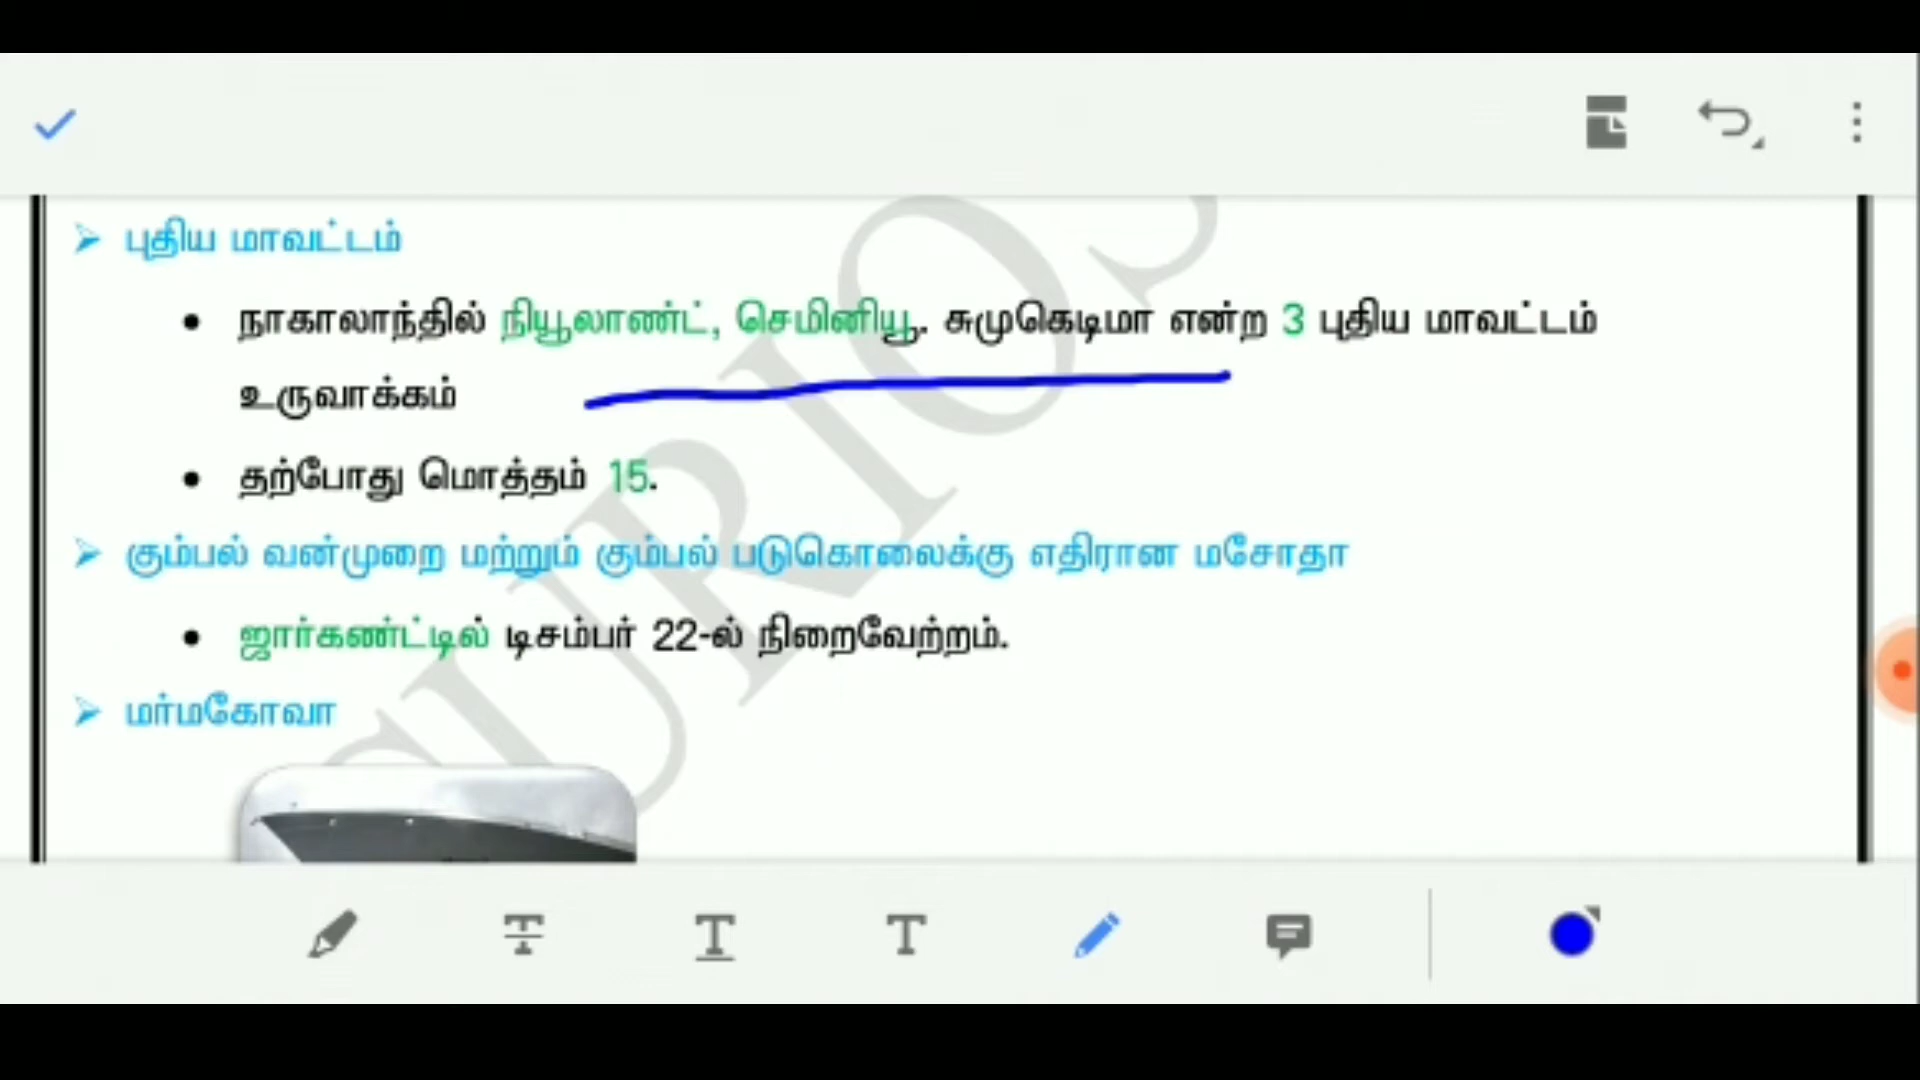 புதிய மாவட்டம்
நாகாலாந்தில் நியூலாண்ட், செமினியூ. சுமுகெடிமா என்ற 3 புதிய மாவட்டம்
உருவாக்கம்
தற்போது மொத்தம் 15.
கும்பல் வன்முறை மற்றும் கும்பல் படுகொலைக்கு எதிரான மசோதா
ஜார்கண்ட்டில் டிசம்பர் 22-ல் நிறைவேற்றம்.
மர்மகோவா